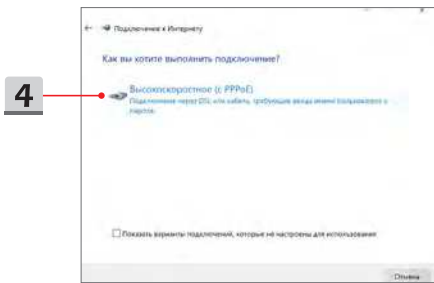 Подключение к Интернету
Как вы хотите выполнить подключение?
4
Высокоскоростное (с PPPoE)
Подключение через DSL или кабель, требующее ввода имени пользователя и
пароля.
Показать варианты подключений, которые не настроены для использования
Отмена